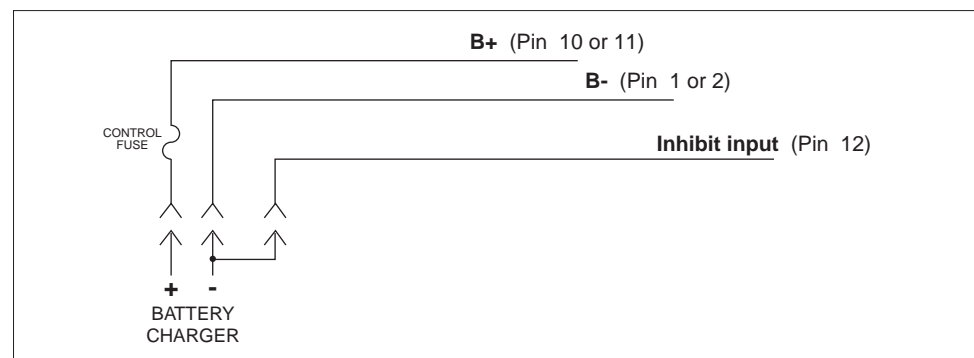 B+ (Pin 10 or 11)
B- (Pin 1 or 2)
CONTROL
FUSE
Inhibit input (Pin 12)
+ -
BATTERY
CHARGER